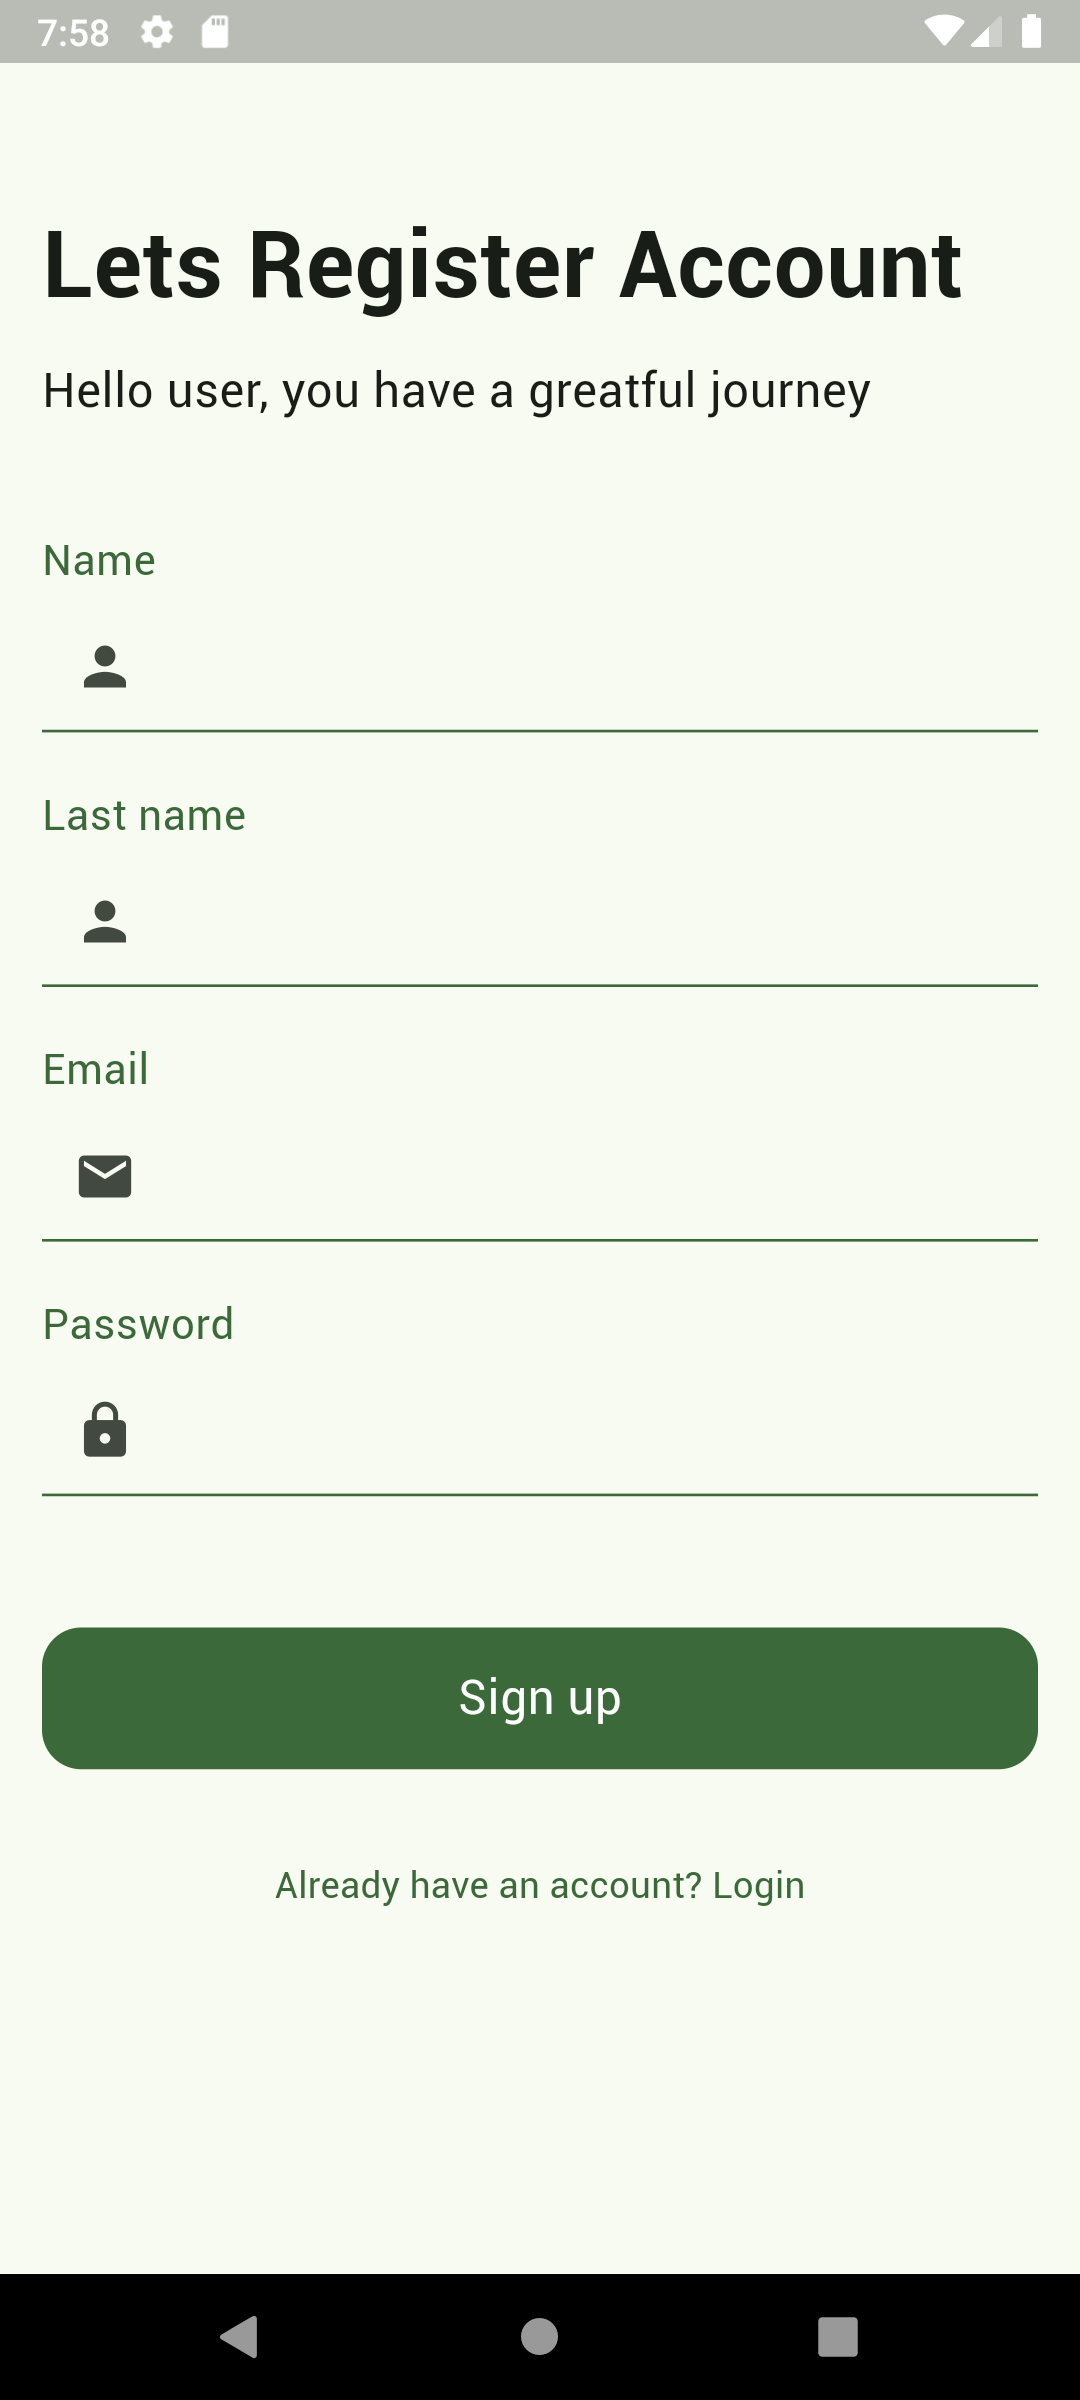 7:58
Lets Register Account
Hello user, you have a greatful journey
Name
Last name
Email
Password
Sign up
Already have an account? Login